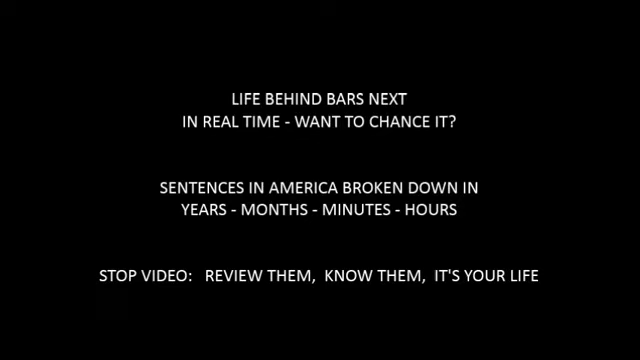 LIFE BEHIND BARS NEXT
IN REAL TIME - WANT TO CHANCE IT?
SENTENCES IN AMERICA BROKEN DOWN IN
YEARS - MONTHS - MINUTES - HOURS
STOP VIDEO: REVIEW THEM, KNOW THEM, IT'S YOUR LIFE